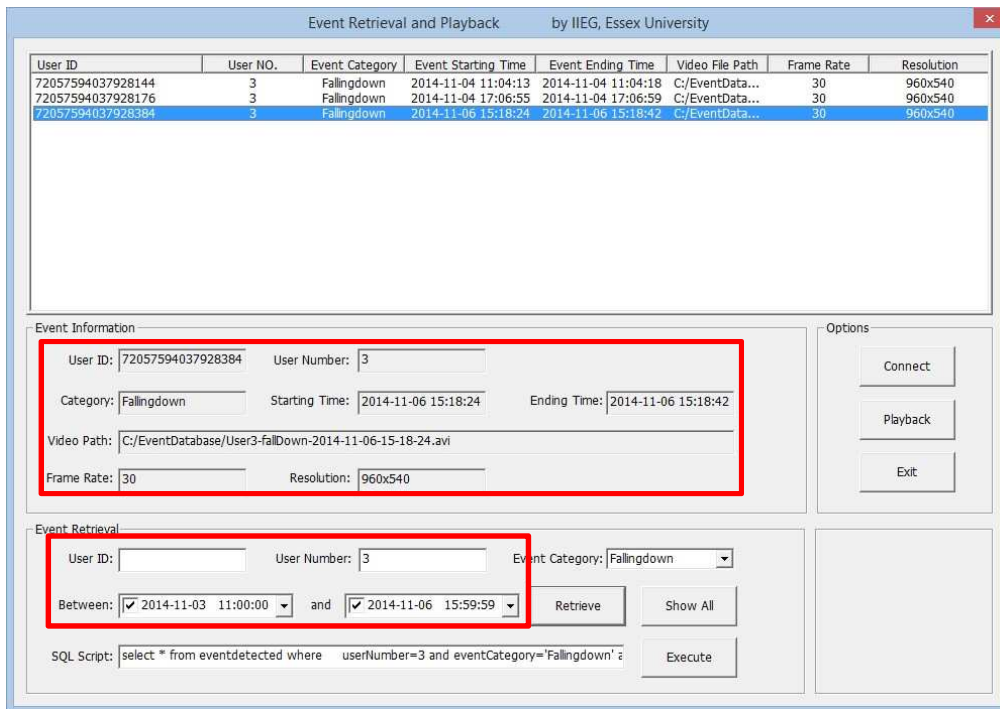 Event Retrieval and Playback by IIEG, Essex University
User ID User NO. Event Category Event Starting Time Event Ending Time Video File Path Frame Rate Resolution
72057594037928144 3 Fallingdown 2014-11-04 11:04:13 2014-11-04 11:04:18 C:/EventData... 30 960x540
72057594037928176 3 Fallingdown 2014-11-04 17:06:55 2014-11-04 17:06:59 C:/EventData... 30 960x540
72057594037928384 3 Fallingdown 2014-11-06 15:18:24 2014-11-06 15:18:42 C:/EventData... 30 960x540
Event Information
User ID: 72057594037928384 User Number: 3
Category: Fallingdown Starting Time: 2014-11-06 15:18:24 Ending Time: 2014-11-06 15:18:42
Video Path: C:/EventDatabase/User3-fallDown-2014-11-06-15-18-24.avi
Frame Rate: 30 Resolution: 960x540
Options
Connect
Playback
Exit
Event Retrieval
User ID: User Number: 3 Event Category: Fallingdown
Between: 2014-11-03 11:00:00 and 2014-11-06 15:59:59 Retrieve Show All
SQL Script: select * from eventdetected where userNumber=3 and eventCategory='Fallingdown' a Execute